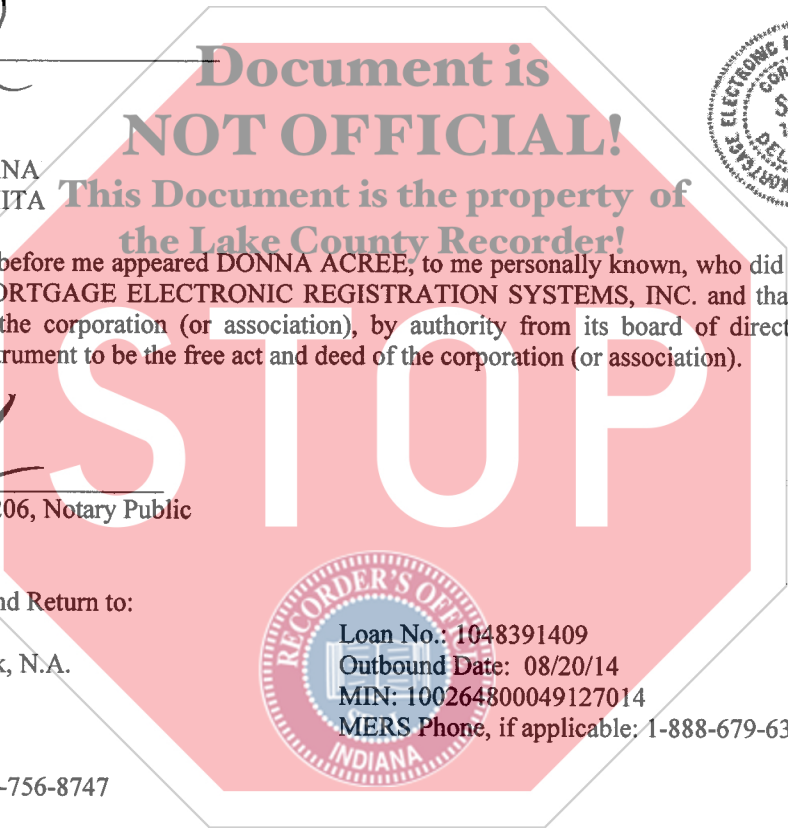 Document is
NOT OFFICIAL!
NA
ITA
This Document is the property of
the Lake County Recorder!
before me appeared DONNA ACREE, to me personally known, who did
ORTGAGE ELECTRONIC REGISTRATION SYSTEMS, INC. and tha
the corporation (or association), by authority from its board of direct
trument to be the free act and deed of the corporation (or association).
STOP
206, Notary Public
nd Return to:
RECORDER'S OFFICE
Loan No.: 1048391409
k, N.A.
Outbound Date: 08/20/14
MIN: 100264800049127014
MERS Phone, if applicable: 1-888-679-63
INDIANA
-756-8747
MORTGAGE ELECTRONIC